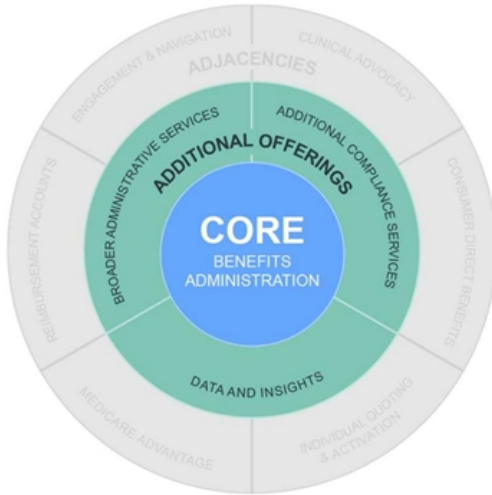 ENGAGEMENT & NAVIGATION
CLINICAL ADVOCACY
ADJACENCIES
REIMBURSEMENT ACCOUNTS
CONSUMER DIRECT BENEFITS
MEDICARE ADVANTAGE
INDIVIDUAL QUOTING
& ACTIVATION
BROADER ADMINISTRATIVE SERVICES
ADDITIONAL COMPLIANCE SERVICES
ADDITIONAL OFFERINGS
DATA AND INSIGHTS
CORE
BENEFITS
ADMINISTRATION